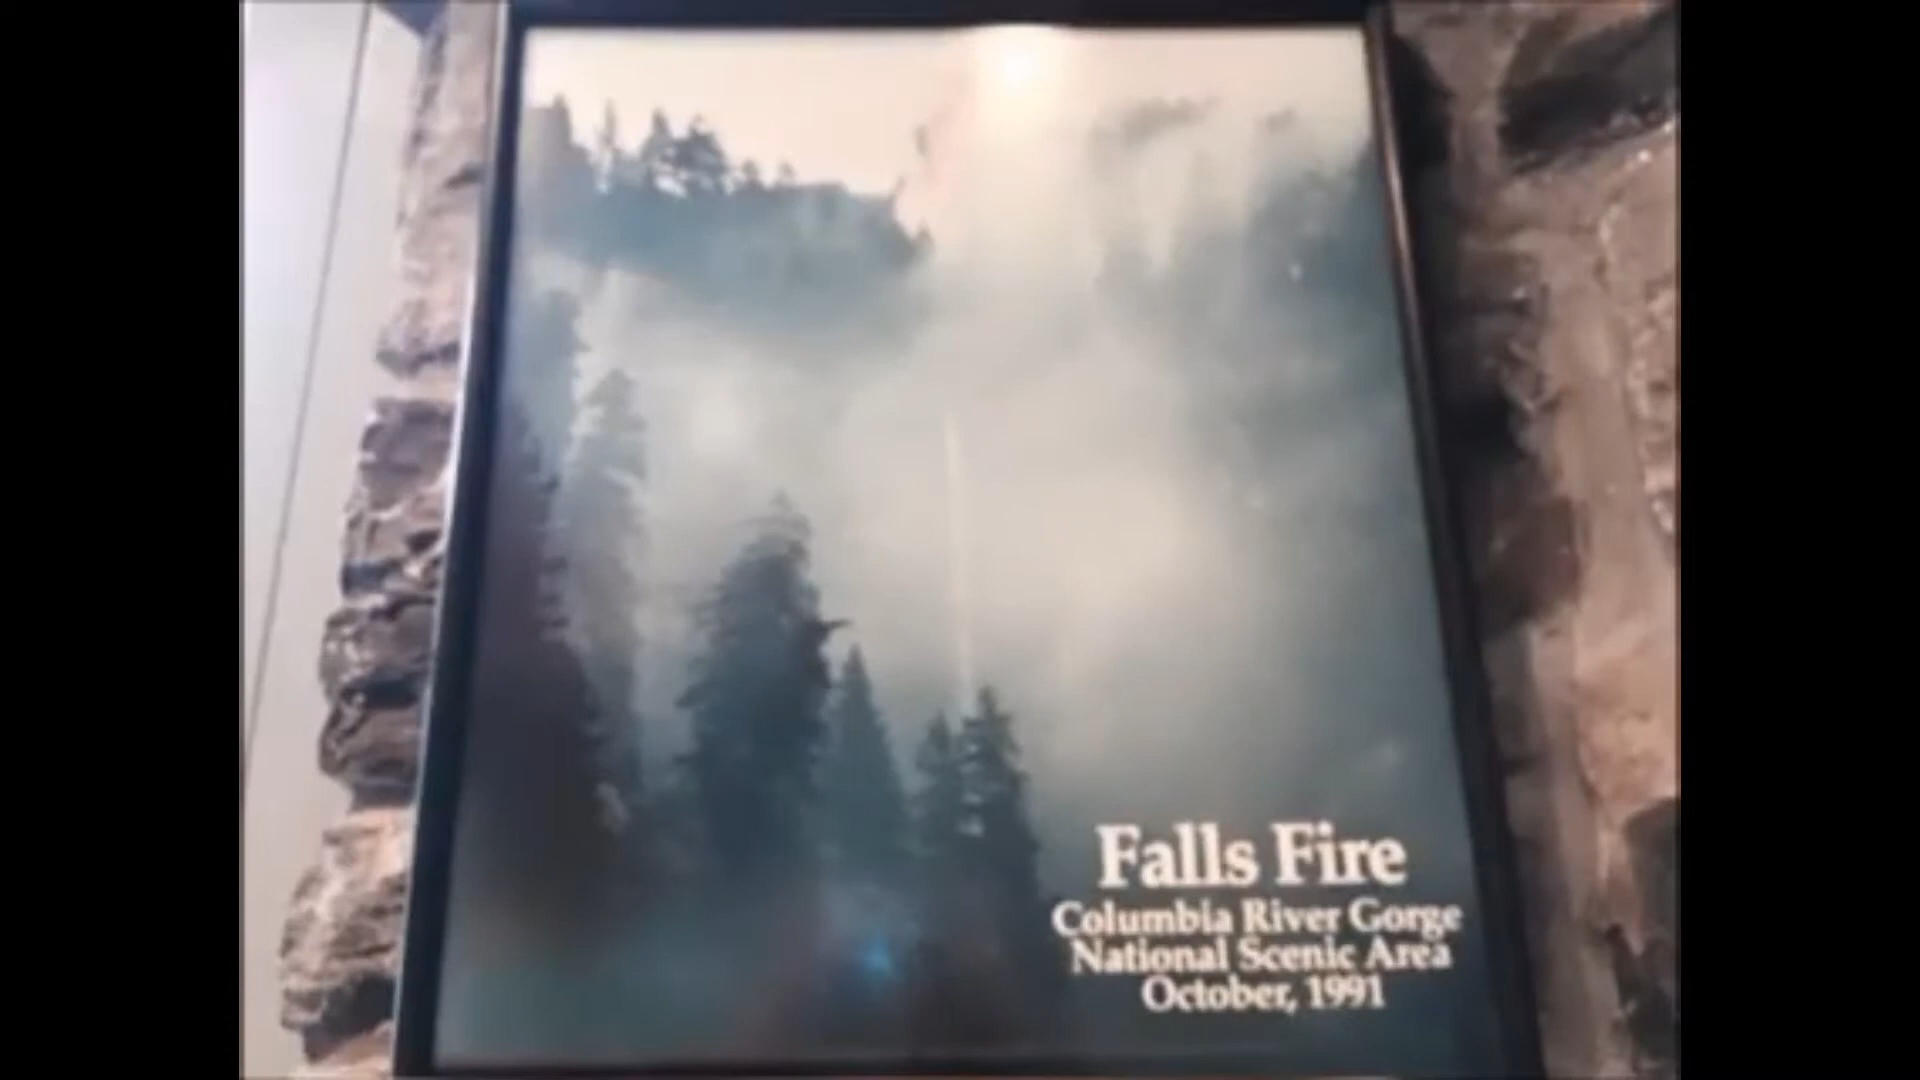 Falls Fire
Columbia River Gorge
National Scenic Area
October, 1991